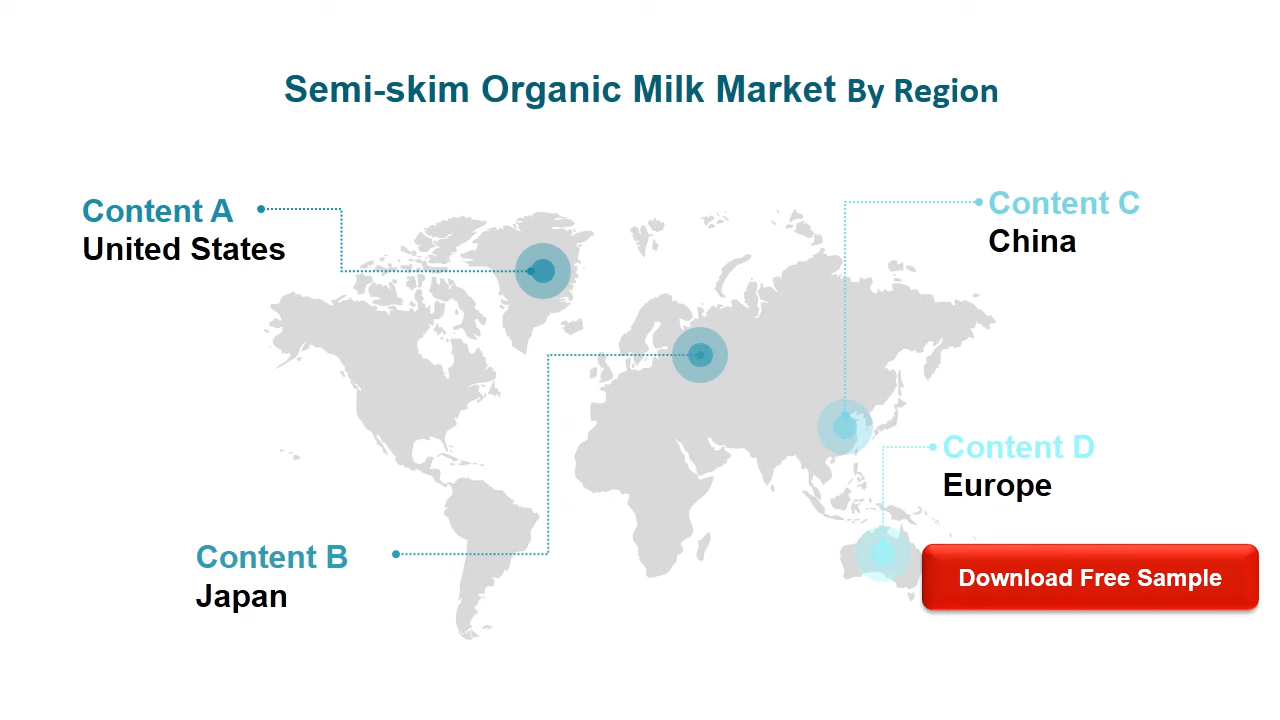 Semi-skim Organic Milk Market By Region
Content A
United States
Content C
China
Content D
Europe
Content B
Japan
Download Free Sample